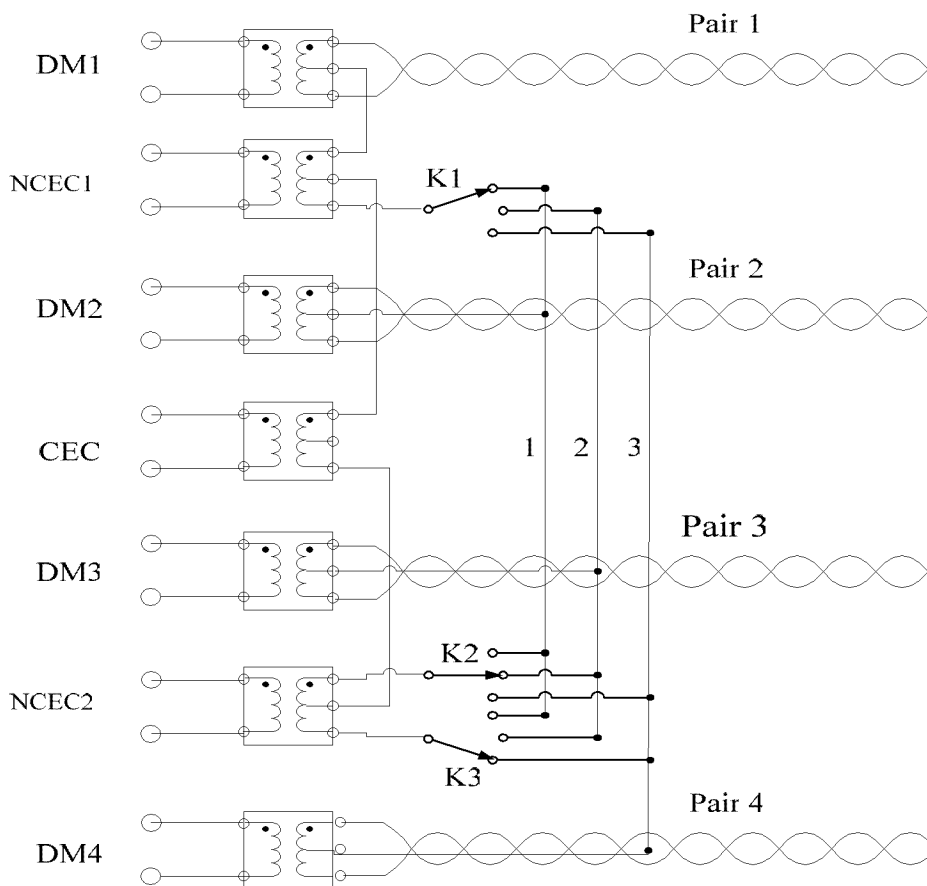 Pair 1
DM1
NCEC1
K1
Pair 2
DM2
CEC
1 2 3
Pair 3
DM3
K2
NCEC2
K3
Pair 4
DM4